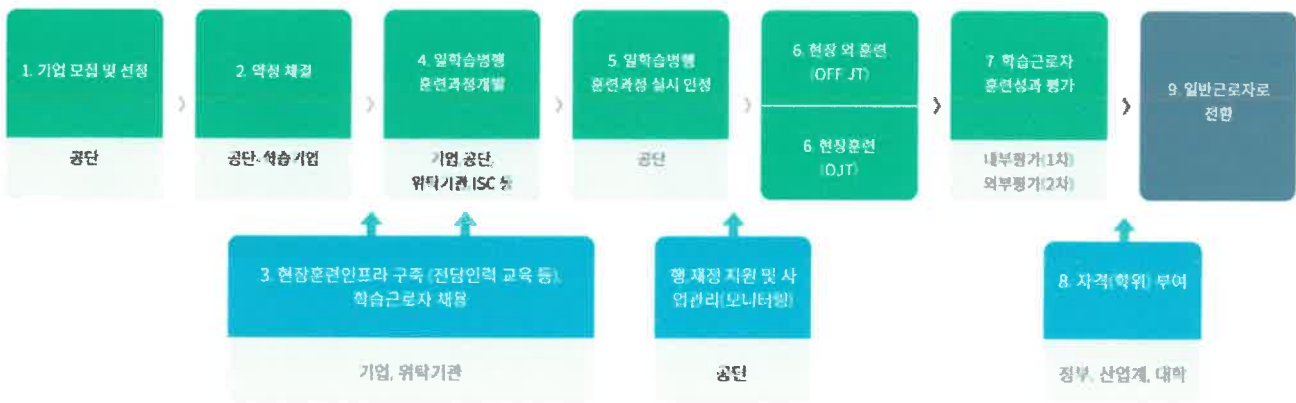 1. 기업 모집 및 선정
공단
2. 약정 체결
공단-학습기업
4. 일학습병행
훈련과정개발
기업, 공단,
위탁기관 ISC 등
5. 일학습병행
훈련과정 실시 인정
공단
6. 현장 외 훈련
(OFF JT)
6. 현장훈련
(OJT)
7. 학습근로자
훈련성과 평가
내부평가(1차)
외부평가(2차)
9. 일반근로자로
전환
3. 현장훈련인프라 구축 (전담인력 교육 등),
학습근로자 채용
기업, 위탁기관
행,재정 지원 및 사
업관리(모니터링)
공단
8. 자격(학위) 부여
정부, 산업계, 대학